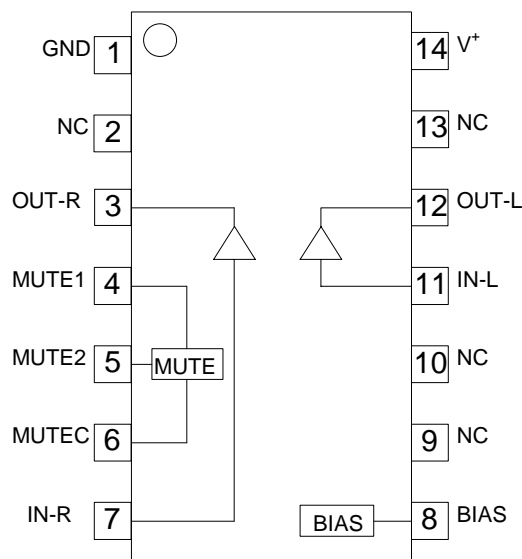 GND 1
NC 2
OUT-R 3
MUTE1 4
MUTE2 5
MUTEC 6
IN-R 7
MUTE
BIAS
14 V+
13 NC
12 OUT-L
11 IN-L
10 NC
9 NC
8 BIAS